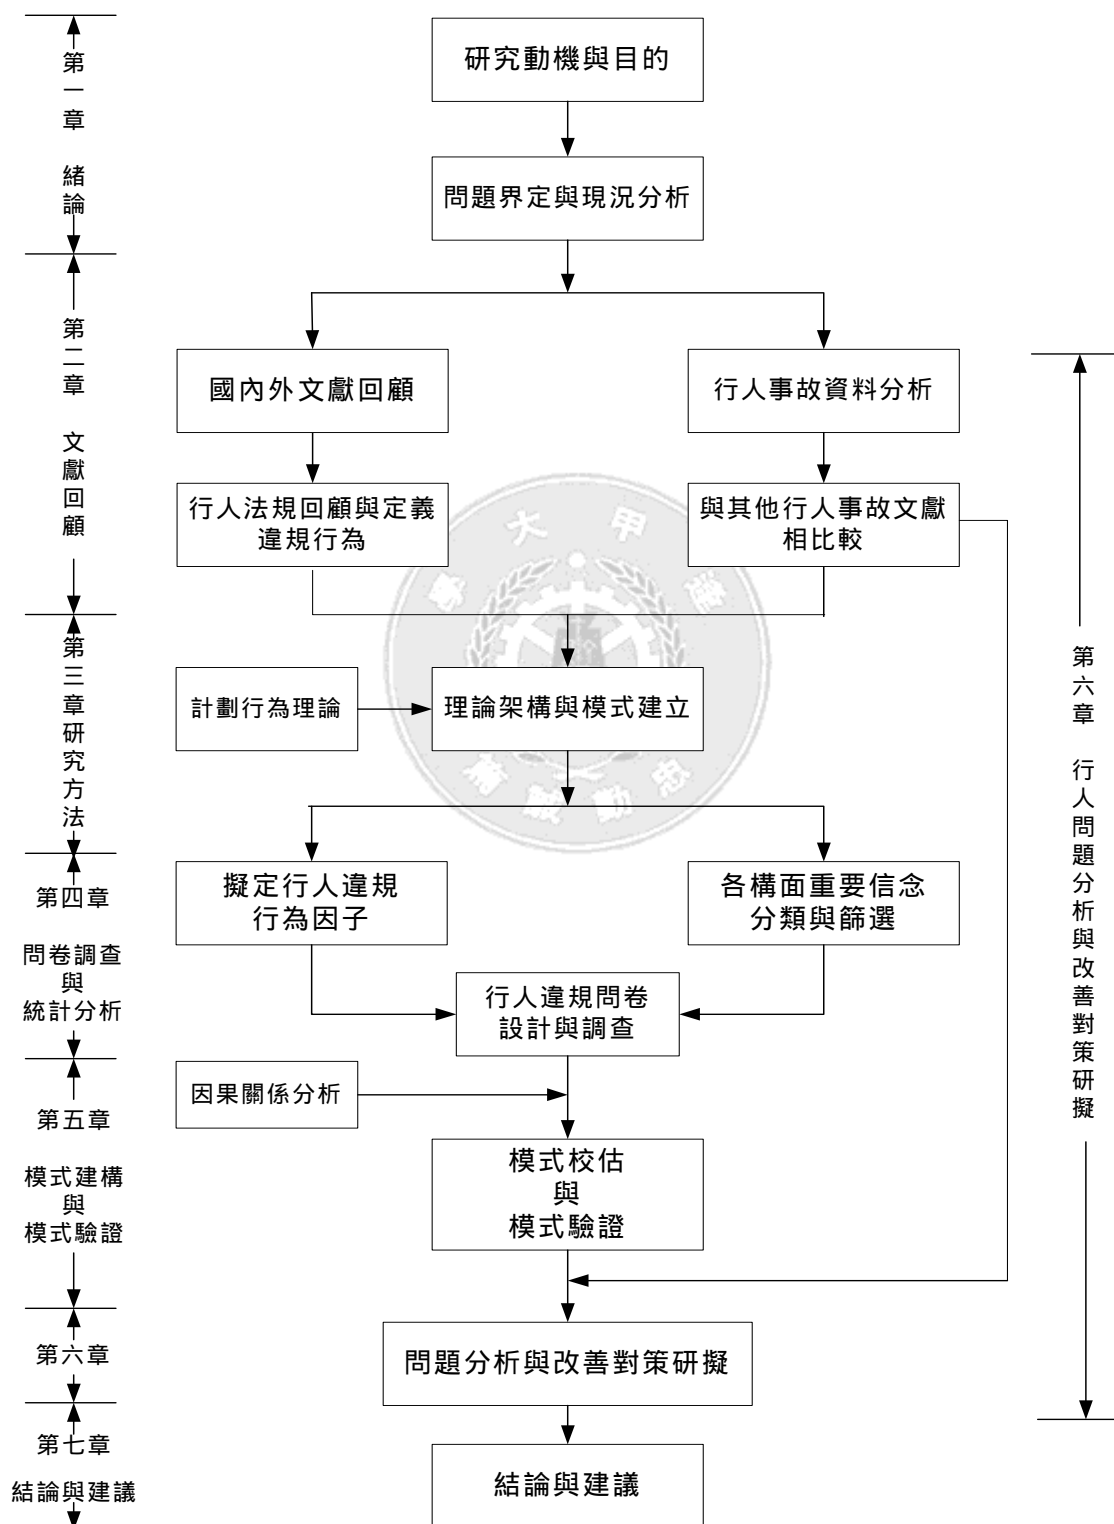 研究動機與目的
問題界定與現況分析
國內外文獻回顧
行人事故資料分析
行人法規回顧與定義
違規行為
與其他行人事故文獻
相比較
計劃行為理論
理論架構與模式建立
擬定行人違規
行為因子
各構面重要信念
分類與篩選
行人違規問卷
設計與調查
因果關係分析
模式校估
與
模式驗證
問題分析與改善對策研擬
結論與建議
第一章 緒論
第二章 文獻回顧
第三章研究方法
第四章
問卷調查
與
統計分析
第五章
模式建構
與
模式驗證
第六章
第七章
結論與建議
第六章 行人問題分析與改善對策研擬
大甲
忠勤誠